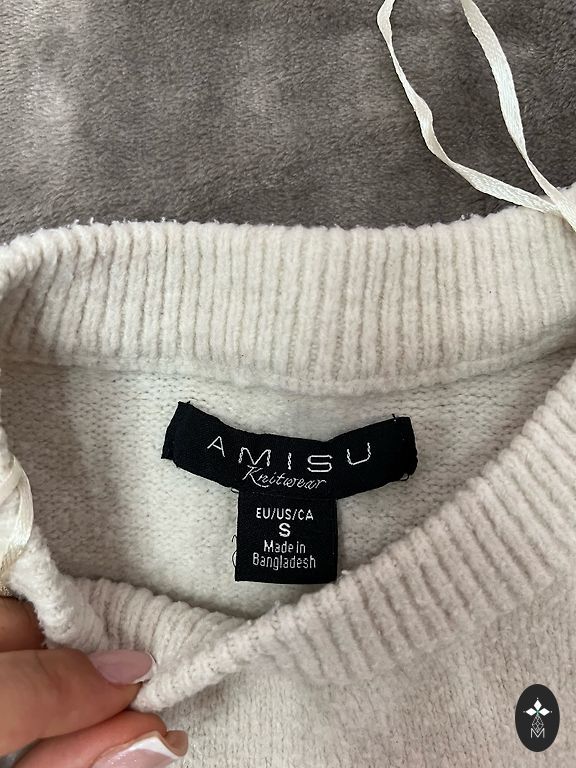 AMISU
Knitwear
EU/US/CA
S
Made in
Bangladesh
M